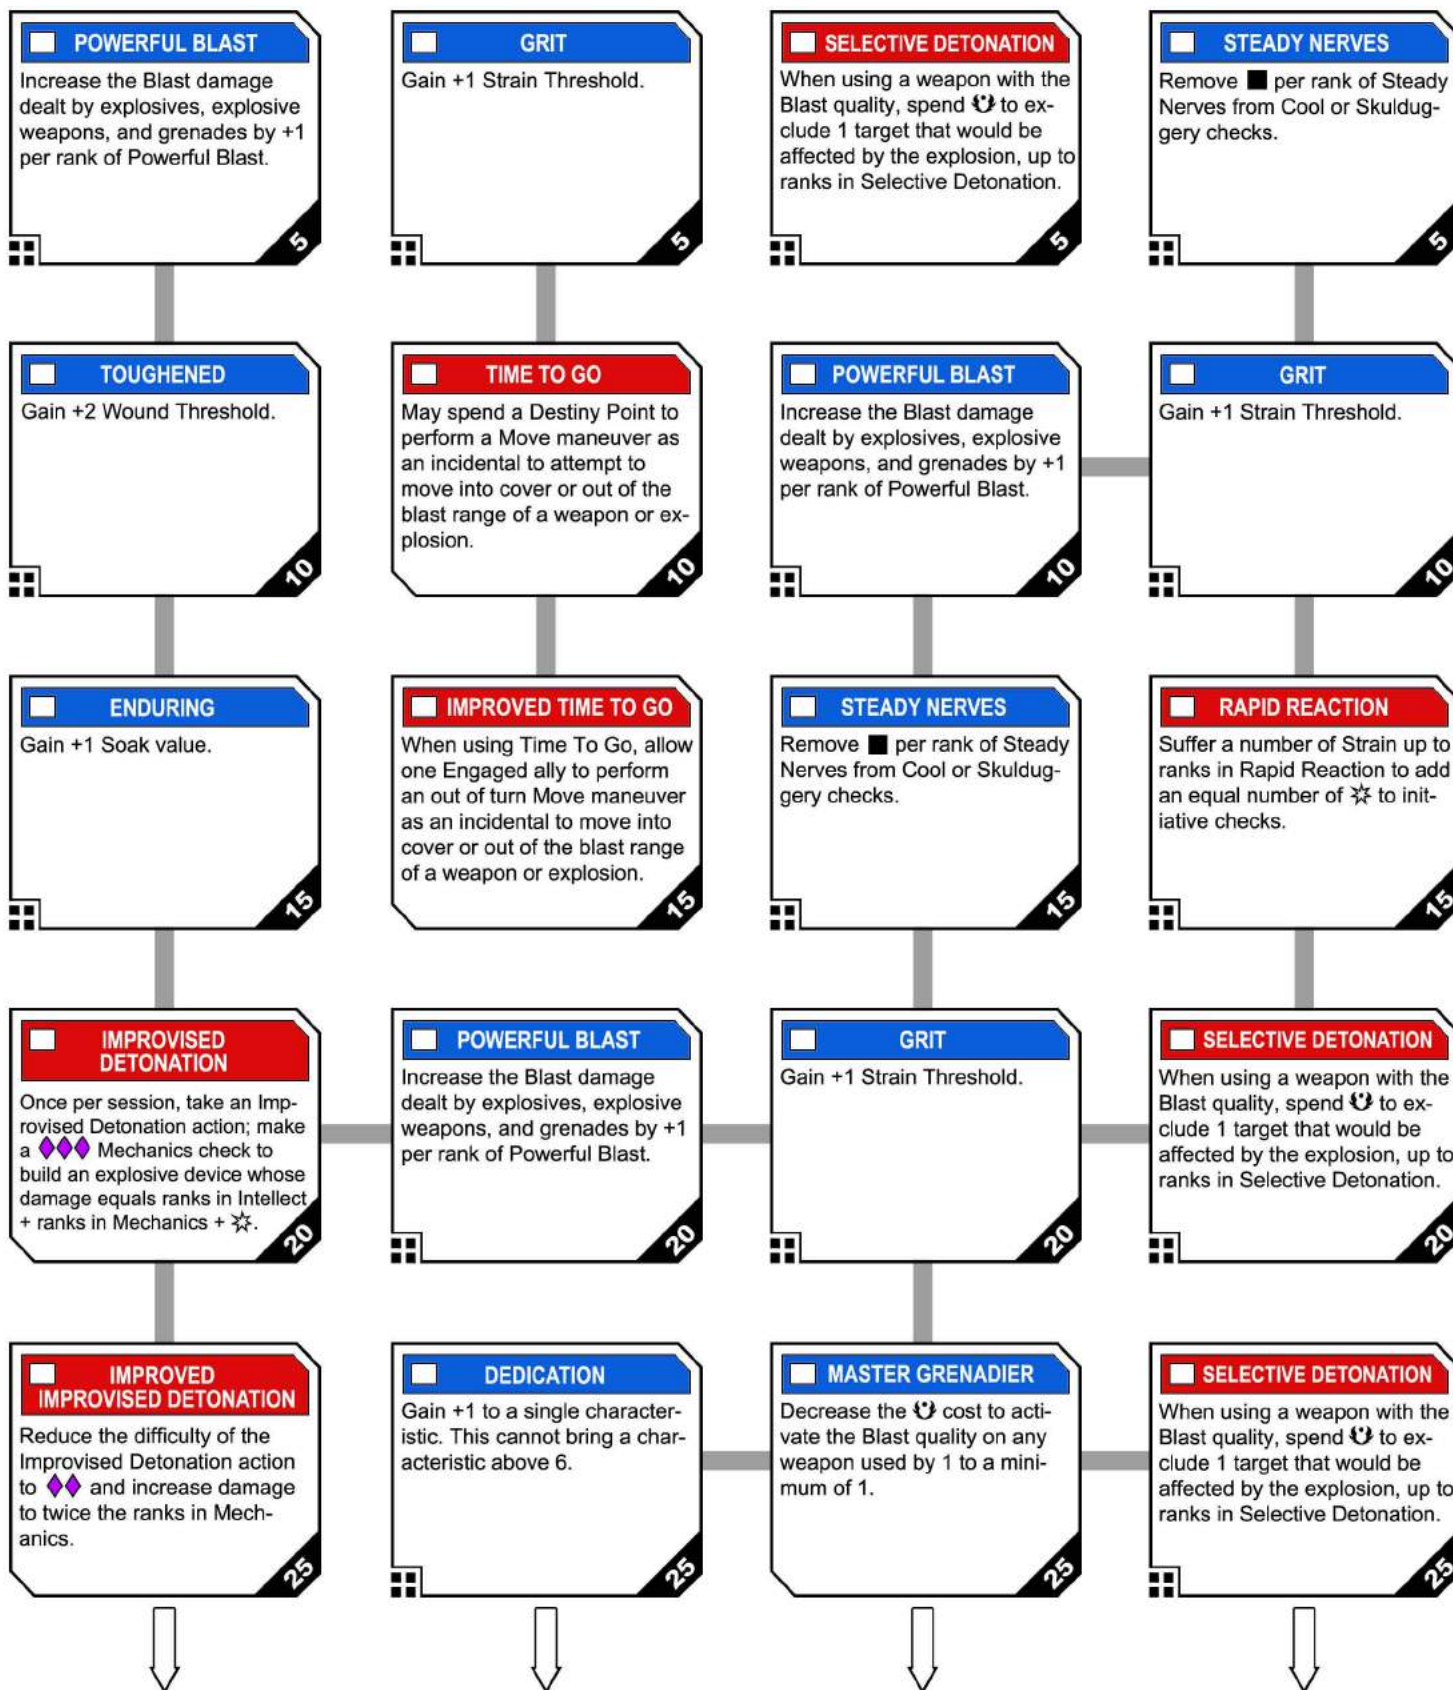 POWERFUL BLAST
Increase the Blast damage
dealt by explosives, explosive
weapons, and grenades by +1
per rank of Powerful Blast.
5
GRIT
Gain +1 Strain Threshold.
5
SELECTIVE DETONATION
When using a weapon with the
Blast quality, spend to ex-
clude 1 target that would be
affected by the explosion, up to
ranks in Selective Detonation.
5
STEADY NERVES
Remove per rank of Steady
Nerves from Cool or Skuldug-
gery checks.
5
TOUGHENED
Gain +2 Wound Threshold.
10
TIME TO GO
May spend a Destiny Point to
perform a Move maneuver as
an incidental to attempt to
move into cover or out of the
blast range of a weapon or ex-
plosion.
10
POWERFUL BLAST
Increase the Blast damage
dealt by explosives, explosive
weapons, and grenades by +1
per rank of Powerful Blast.
10
GRIT
Gain +1 Strain Threshold.
10
ENDURING
Gain +1 Soak value.
15
IMPROVED TIME TO GO
When using Time To Go, allow
one Engaged ally to perform
an out of turn Move maneuver
as an incidental to move into
cover or out of the blast range
of a weapon or explosion.
15
STEADY NERVES
Remove per rank of Steady
Nerves from Cool or Skuldug-
gery checks.
15
RAPID REACTION
Suffer a number of Strain up to
ranks in Rapid Reaction to add
an equal number of to init-
iative checks.
15
IMPROVISED
DETONATION
Once per session, take an Imp-
rovised Detonation action; make
a Mechanics check to
build an explosive device whose
damage equals ranks in Intellect
+ ranks in Mechanics + .
20
POWERFUL BLAST
Increase the Blast damage
dealt by explosives, explosive
weapons, and grenades by +1
per rank of Powerful Blast.
20
GRIT
Gain +1 Strain Threshold.
20
SELECTIVE DETONATION
When using a weapon with the
Blast quality, spend to ex-
clude 1 target that would be
affected by the explosion, up to
ranks in Selective Detonation.
20
IMPROVED
IMPROVISED DETONATION
Reduce the difficulty of the
Improvised Detonation action
to and increase damage
to twice the ranks in Mech-
anics.
25
DEDICATION
Gain +1 to a single character-
istic. This cannot bring a char-
acteristic above 6.
25
MASTER GRENADIER
Decrease the cost to acti-
vate the Blast quality on any
weapon used by 1 to a mini-
mum of 1.
25
SELECTIVE DETONATION
When using a weapon with the
Blast quality, spend to ex-
clude 1 target that would be
affected by the explosion, up to
ranks in Selective Detonation.
25